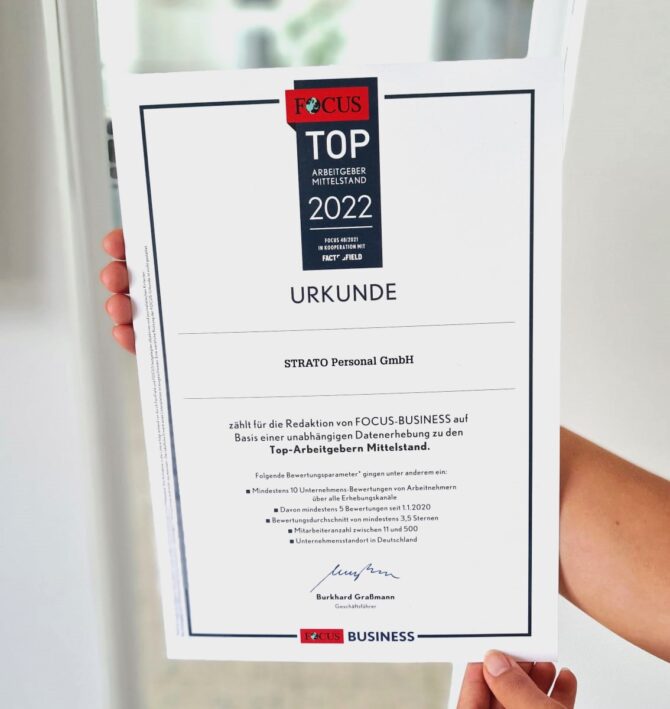 FOCUS
TOP
ARBEITGEBER
MITTELSTAND
2022
FOCUS 48/2021
IN KOOPERATION MIT
FACTFIELD
URKUNDE
STRATO Personal GmbH
zählt für die Redaktion von FOCUS-BUSINESS auf
Basis einer unabhängigen Datenerhebung zu den
Top-Arbeitgebern Mittelstand.
Folgende Bewertungsparameter* gingen unter anderem ein:
■ Mindestens 10 Unternehmens-Bewertungen von Arbeitnehmern
über alle Erhebungskanäle
■ Davon mindestens 5 Bewertungen seit 1.1.2020
■ Bewertungsdurchschnitt von mindestens 3,5 Sternen
■ Mitarbeiteranzahl zwischen 11 und 500
■ Unternehmensstandort in Deutschland
Burkhard Graßmann
Geschäftsführer
FOCUS BUSINESS